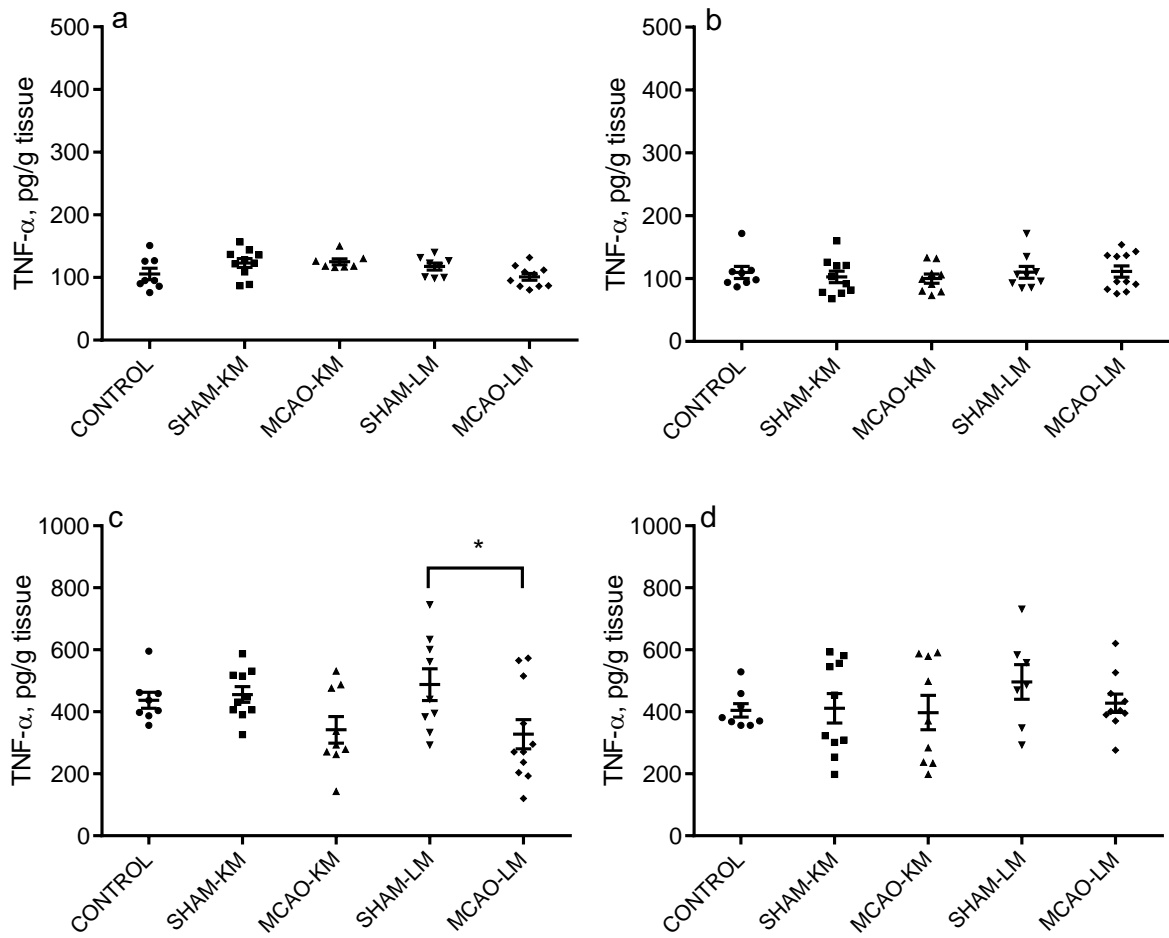 a
TNF-α, pg/g tissue
500
400
300
200
100
0
CONTROL
SHAM-KM
MCAO-KM
SHAM-LM
MCAO-LM
b
TNF-α, pg/g tissue
500
400
300
200
100
0
CONTROL
SHAM-KM
MCAO-KM
SHAM-LM
MCAO-LM
c
TNF-α, pg/g tissue
1000
800
600
400
200
0
*
CONTROL
SHAM-KM
MCAO-KM
SHAM-LM
MCAO-LM
d
TNF-α, pg/g tissue
1000
800
600
400
200
0
CONTROL
SHAM-KM
MCAO-KM
SHAM-LM
MCAO-LM